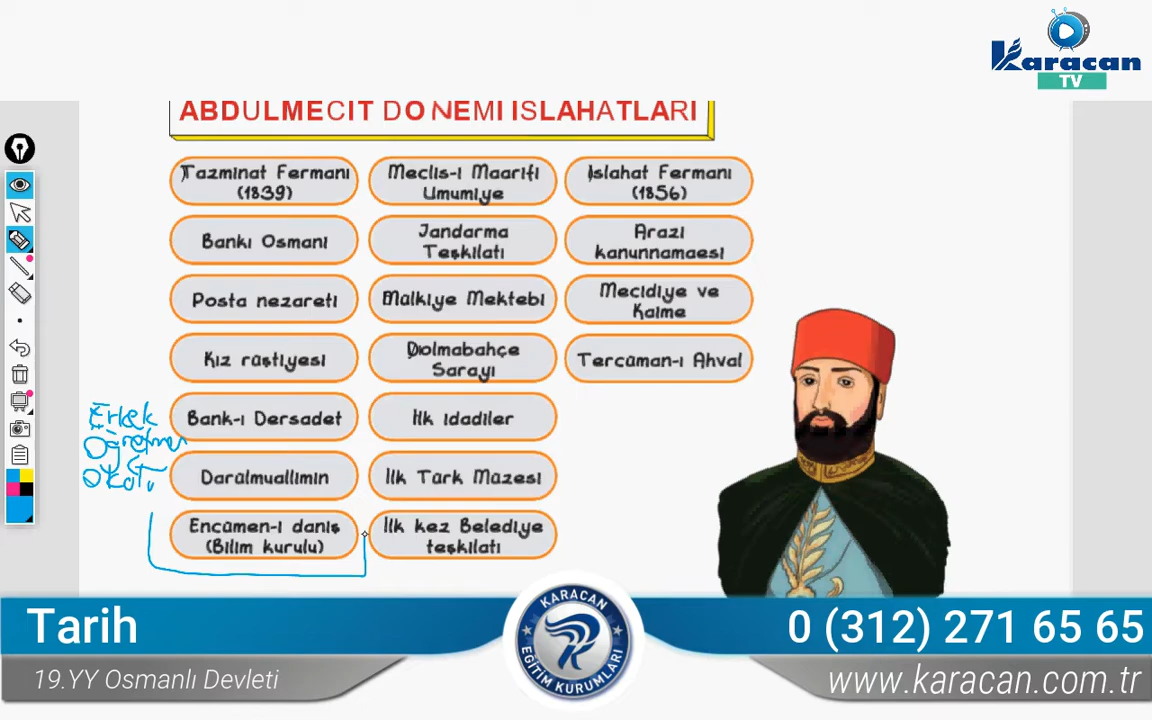 Karacan
TV
ABDULMECIT DONEMI ISLAHATLARI
Tazminat Fermanı
(1839)
Meclis-i Maarifi
Umumiye
Islahat Fermanı
(1856)
Bankı Osmani
Jandarma
Teşkilatı
Arazi
kanunnamaesi
Posta nezareti
Malkiye Mektebi
Mecidiye ve
Kaime
Kız rüştiyesi
Dolmabahçe
Sarayı
Tercüman-ı Ahval
Erkek
Öğretmen
Okulu
Bank-ı Dersadet
İlk idadiler
Darülmuallimin
İlk Türk Müzesi
Encümen-i daniş
(Bilim kurulu)
İlk kez Belediye
teşkilatı
Tarih
KARACAN
EĞİTİM KURUMLARI
0 (312) 271 65 65
19.YY Osmanlı Devleti
www.karacan.com.tr